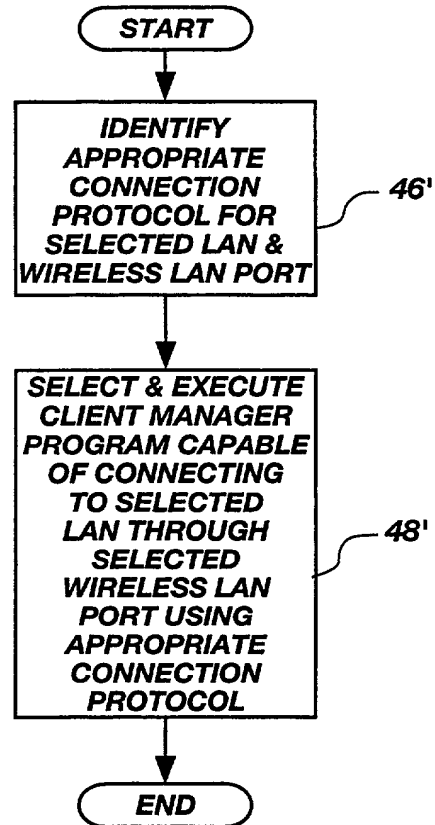 START
IDENTIFY
APPROPRIATE
CONNECTION
PROTOCOL FOR
SELECTED LAN &
WIRELESS LAN PORT
46'
SELECT & EXECUTE
CLIENT MANAGER
PROGRAM CAPABLE
OF CONNECTING
TO SELECTED
LAN THROUGH
SELECTED
WIRELESS LAN
PORT USING
APPROPRIATE
CONNECTION
PROTOCOL
48'
END